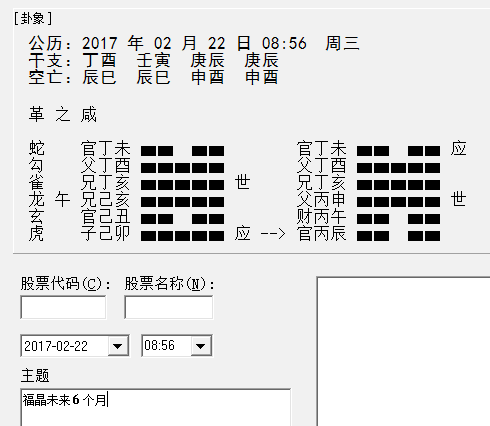 [卦象]
公历：2017 年 02 月 22 日 08:56 周三
干支：丁酉 壬寅 庚辰 庚辰
空亡：辰巳 辰巳 申酉 申酉
革 之 咸
蛇 官丁未 官丁未 应
勾 父丁酉 父丁酉
雀 兄丁亥 世 兄丁亥
龙 午 兄己亥 父丙申 世
玄 官己丑 财丙午
虎 子己卯 应 --> 官丙辰
股票代码(C)： 股票名称(N)：
2017-02-22 08:56
主题
福晶未来6个月